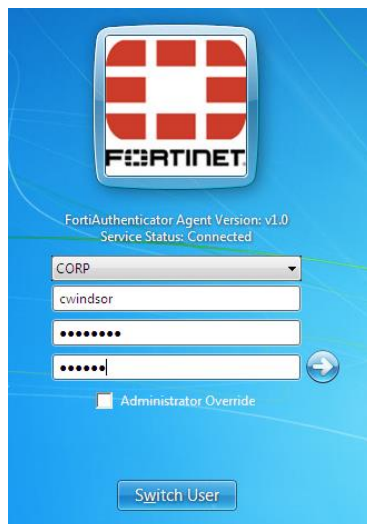 FORTINET
FortiAuthenticator Agent Version: v1.0
Service Status: Connected
CORP
cwindsor
••••••••
••••••
Administrator Override
Switch User